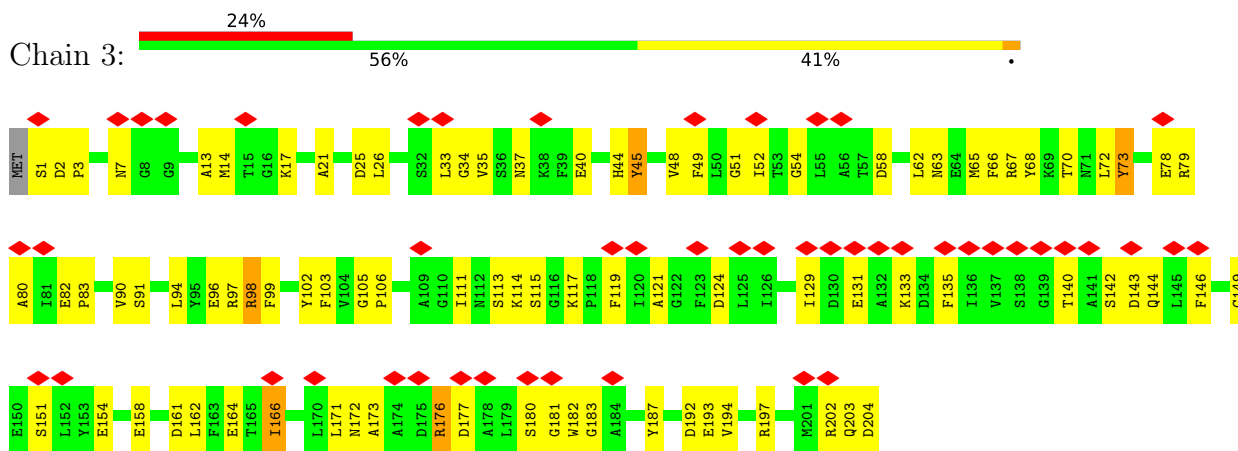 24%
Chain 3:
56% 41% •
MET S1 D2 P3 N7 G8 G9 A13 M14 T15 G16 K17 A21 D25 L26 S32 L33 G34 V35 S36 N37 K38 F39 E40 H44 Y45 V48 F49 L50 G51 I52 T53 G54 L55 A56 T57 D58 L62 N63 E64 M65 F66 R67 Y68 K69 T70 N71 L72 Y73 E78 R79
A80 I81 E82 P83 V90 S91 L94 Y95 E96 R97 R98 F99 Y102 F103 V104 G105 P106 A109 G110 I111 N112 S113 K114 S115 G116 K117 P118 F119 I120 A121 G122 F123 D124 L125 I126 I129 D130 E131 A132 K133 D134 F135 I136 V137 S138 G139 T140 A141 S142 D143 Q144 L145 F146 G149
E150 S151 L152 Y153 E154 E158 D161 L162 F163 E164 T165 I166 L170 L171 N172 A173 A174 D175 R176 D177 A178 L179 S180 G181 W182 G183 A184 Y187 D192 E193 V194 R197 M201 R202 Q203 D204